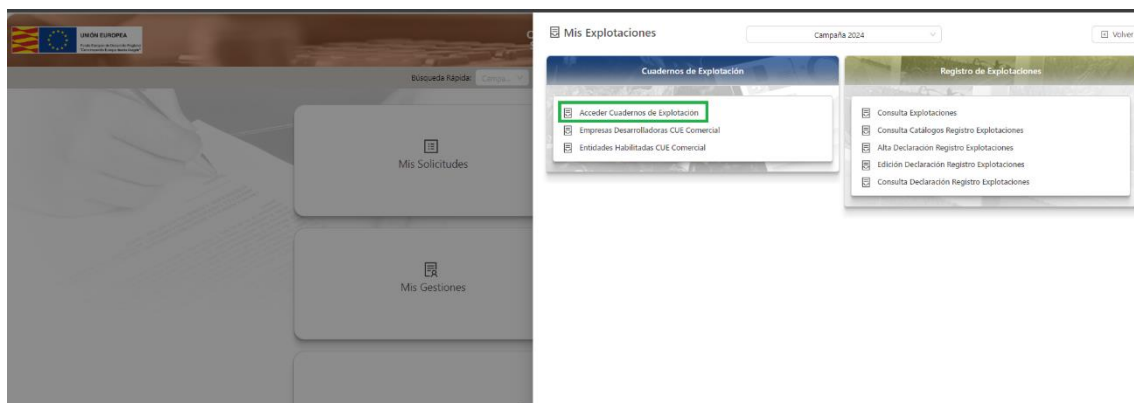 UNIÓN EUROPEA
Búsqueda Rápida: Campa...
Mis Solicitudes
Mis Gestiones
Mis Explotaciones
Campaña 2024
Volver
Cuadernos de Explotación
Acceder Cuadernos de Explotación
Empresas Desarrolladoras CUE Comercial
Entidades Habilitadas CUE Comercial
Registro de Explotaciones
Consulta Explotaciones
Consulta Catálogos Registro Explotaciones
Alta Declaración Registro Explotaciones
Edición Declaración Registro Explotaciones
Consulta Declaración Registro Explotaciones